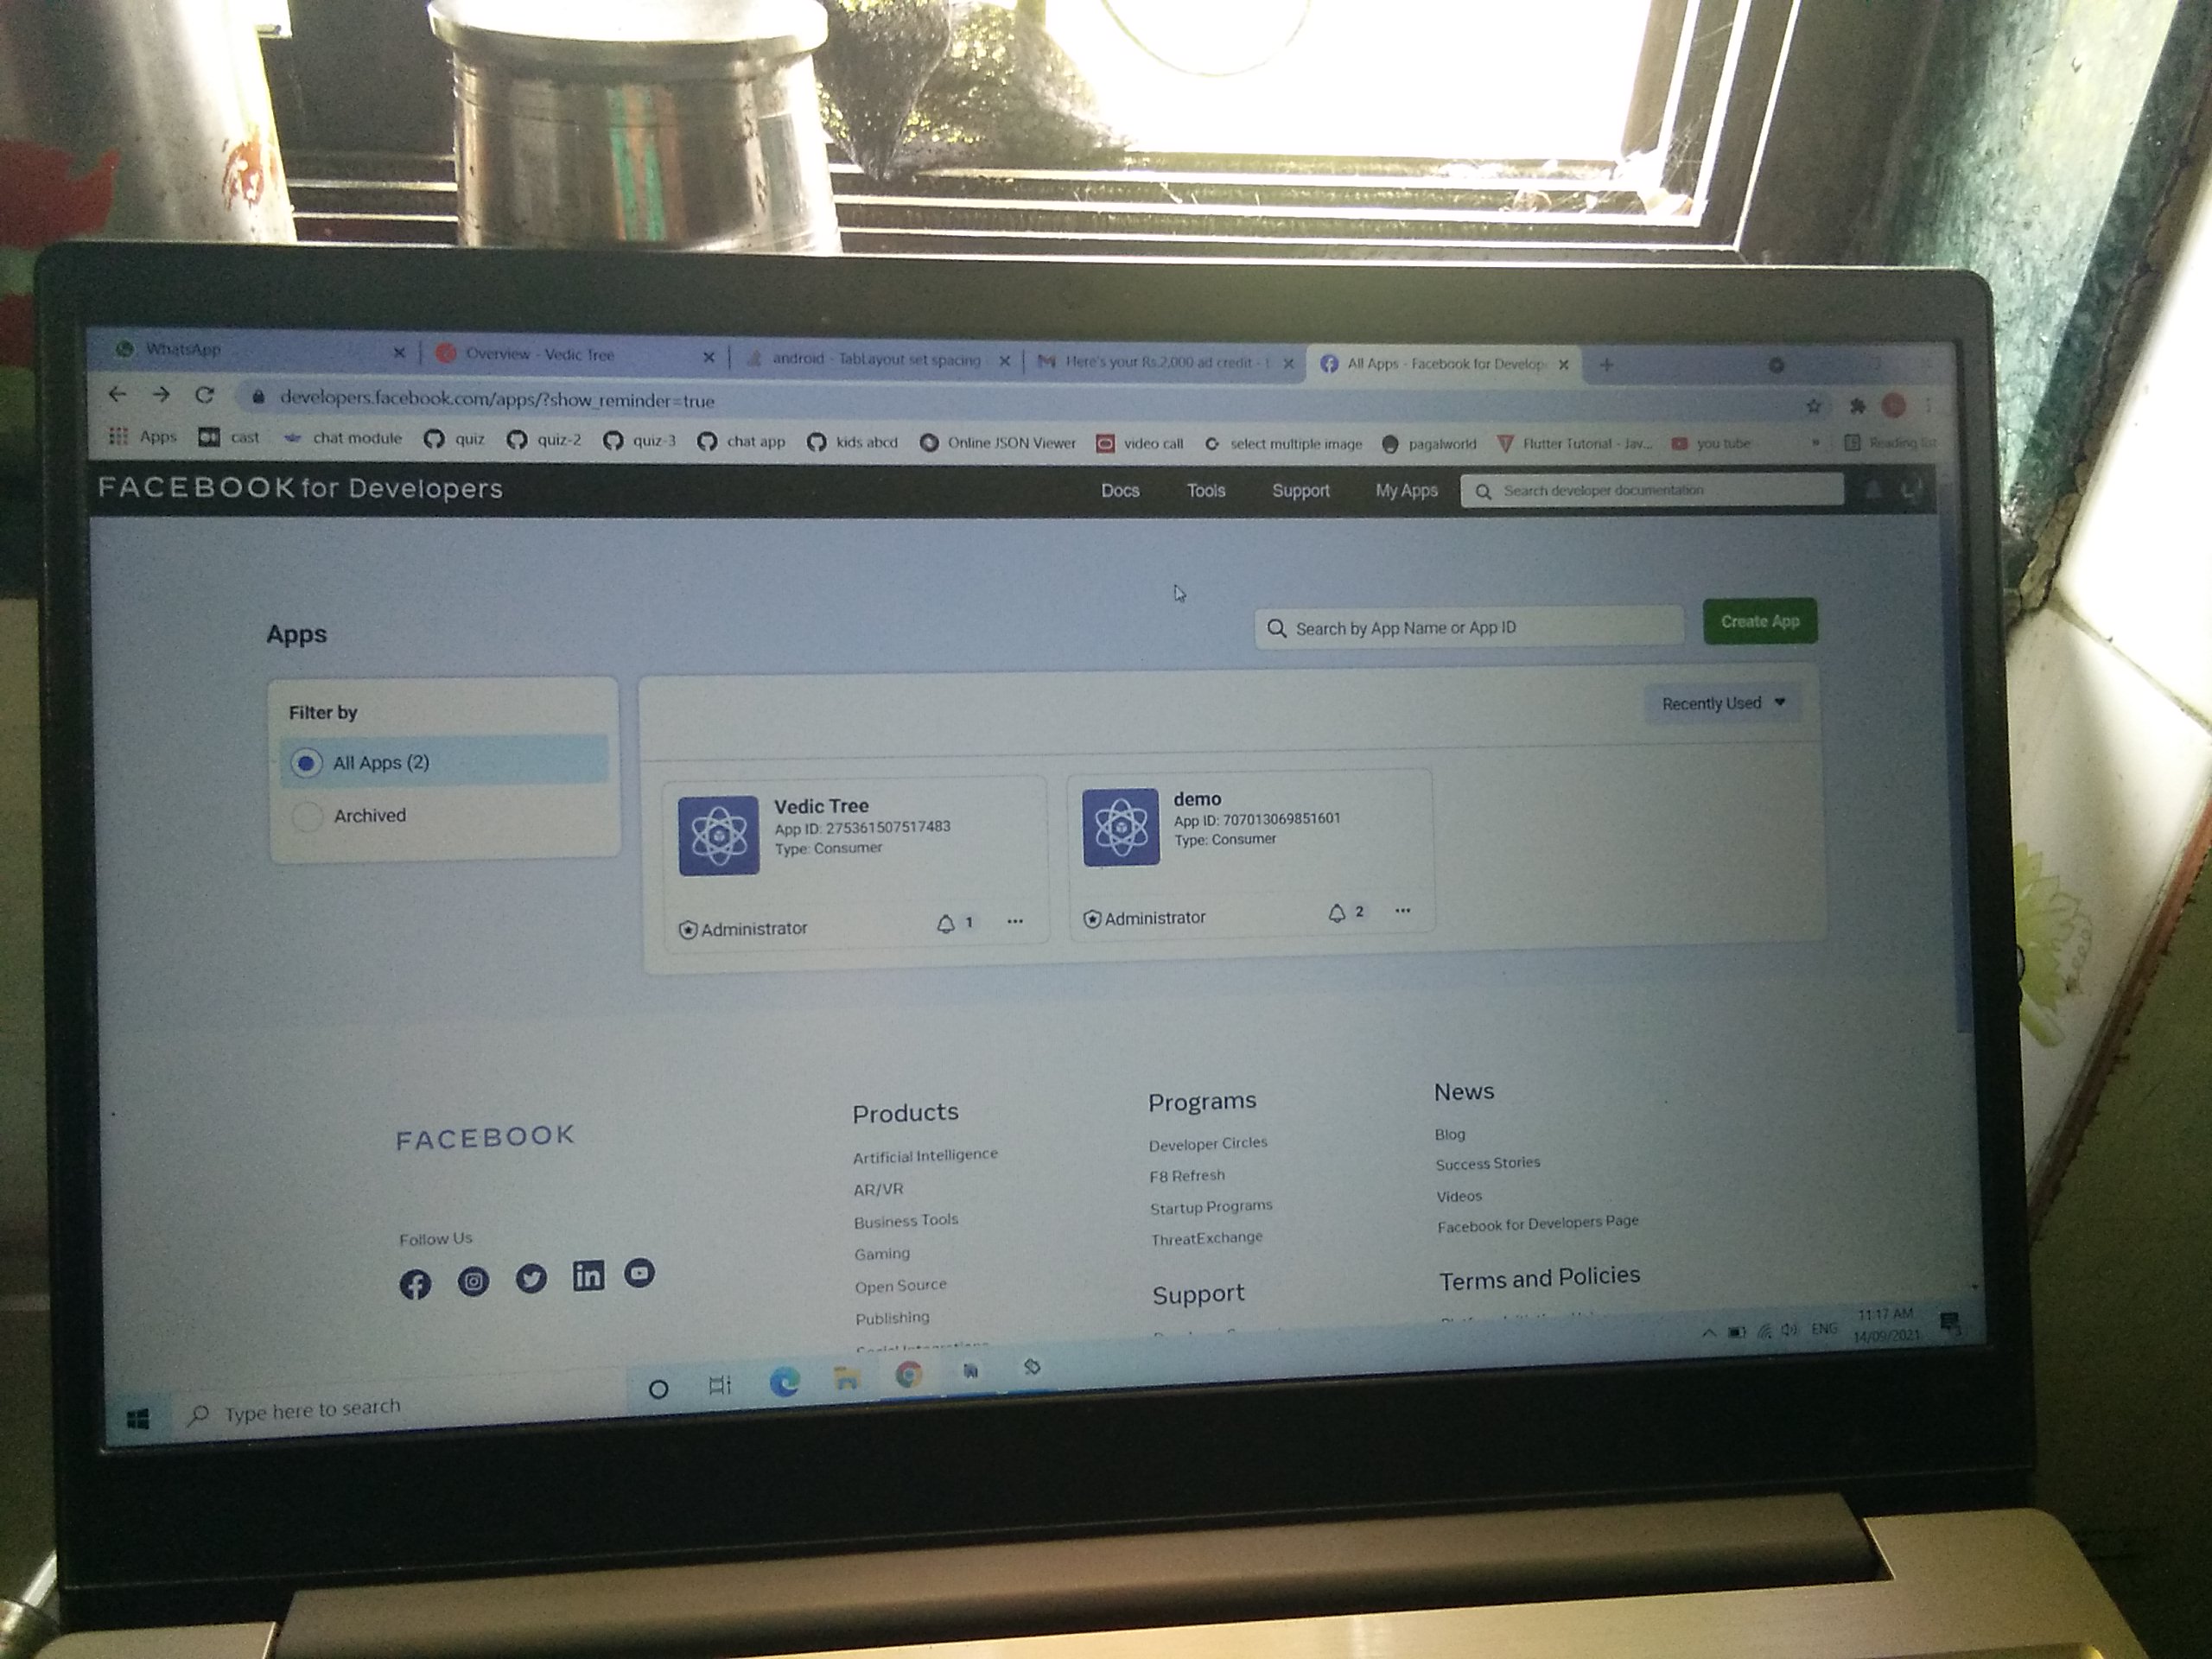 WhatsApp
Overview - Vedic Tree
android - TabLayout set spacing
Here's your Rs.2,000 ad credit -
All Apps - Facebook for Develop
developers.facebook.com/apps/?show_reminder=true
Apps
cast
chat module
quiz
quiz-2
quiz-3
chat app
kids abcd
Online JSON Viewer
video call
select multiple image
pagalworld
Flutter Tutorial - Jav...
you tube
»
Reading list
FACEBOOK for Developers
Docs
Tools
Support
My Apps
Search developer documentation
Apps
Search by App Name or App ID
Create App
Filter by
All Apps (2)
Archived
Recently Used
Vedic Tree
App ID: 275361507517483
Type: Consumer
Administrator
1
demo
App ID: 707013069851601
Type: Consumer
Administrator
2
FACEBOOK
Follow Us
Products
Artificial Intelligence
AR/VR
Business Tools
Gaming
Open Source
Publishing
Programs
Developer Circles
F8 Refresh
Startup Programs
ThreatExchange
Support
News
Blog
Success Stories
Videos
Facebook for Developers Page
Terms and Policies
Type here to search
ENG
11:17 AM
14/09/2021